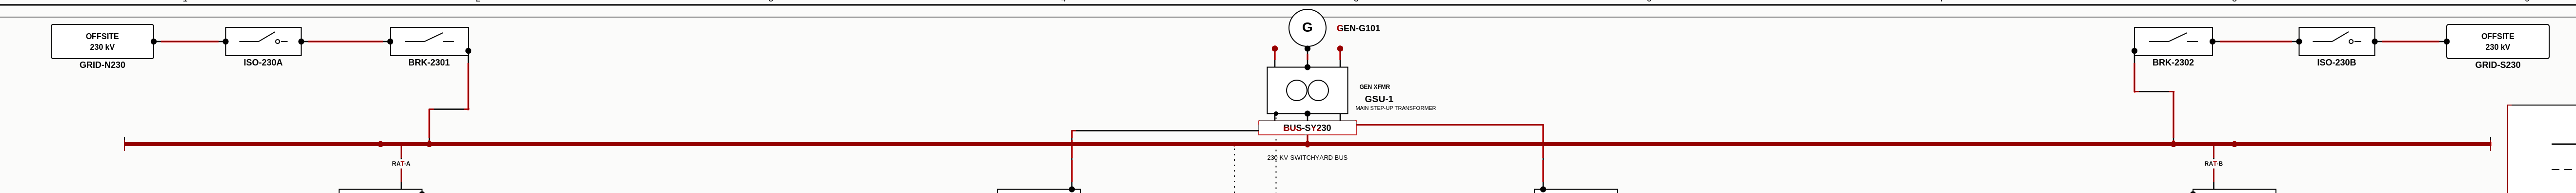 OFFSITE
230 kV
GRID-N230
ISO-230A
BRK-2301
G
GEN-G101
GEN XFMR
GSU-1
MAIN STEP-UP TRANSFORMER
BUS-SY230
230 KV SWITCHYARD BUS
RAT-A
BRK-2302
ISO-230B
OFFSITE
230 kV
GRID-S230
RAT-B